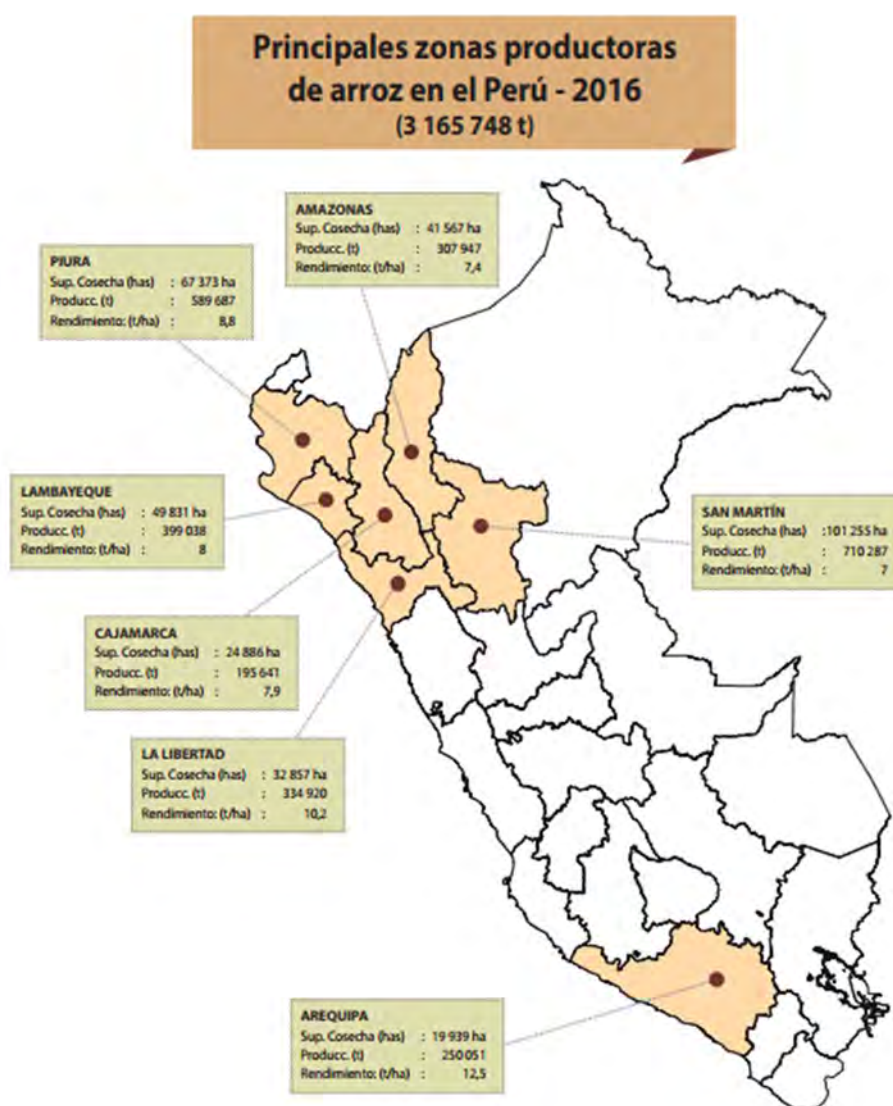 Principales zonas productoras
de arroz en el Perú - 2016
(3 165 748 t)
AMAZONAS
Sup. Cosecha (has) : 41 567 ha
Producc. (t) : 307 947
Rendimiento: (t/ha) : 7,4
PIURA
Sup. Cosecha (has) : 67 373 ha
Producc. (t) : 589 687
Rendimiento: (t/ha) : 8,8
LAMBAYEQUE
Sup. Cosecha (has) : 49 831 ha
Producc. (t) : 399 038
Rendimiento: (t/ha) : 8
SAN MARTÍN
Sup. Cosecha (has) :101 255 ha
Producc. (t) : 710 287
Rendimiento: (t/ha) : 7
CAJAMARCA
Sup. Cosecha (has) : 24 886 ha
Producc. (t) : 195 641
Rendimiento: (t/ha) : 7,9
LA LIBERTAD
Sup. Cosecha (has) : 32 857 ha
Producc. (t) : 334 920
Rendimiento: (t/ha) : 10,2
AREQUIPA
Sup. Cosecha (has) : 19 939 ha
Producc. (t) : 250 051
Rendimiento: (t/ha) : 12,5